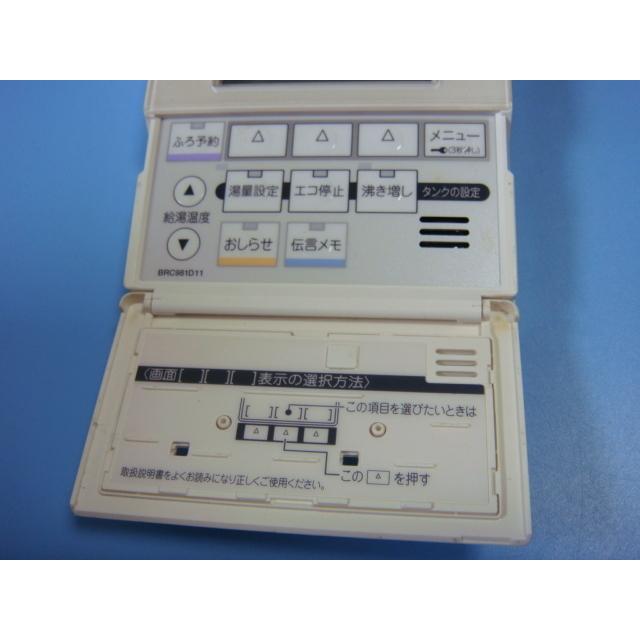 ふろ予約 △ △ △ メニュー
(3秒押し)
湯量設定 エコ停止 沸き増し タンクの設定
給湯温度
おしらせ 伝言メモ
BRC981D11
〈画面[ ][ ][ ]表示の選択方法〉
[ ][●][ ] この項目を選びたいときは
△ △ △
この △ を押す
取扱説明書をよくお読みになり正しくご使用ください。